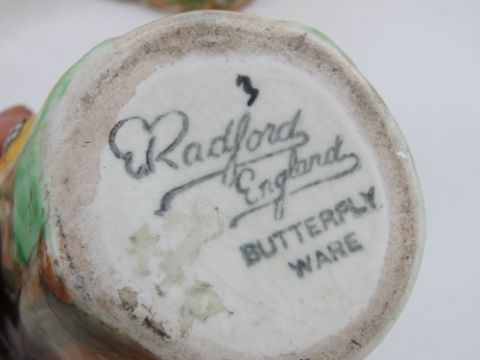 3
E Radford
England
BUTTERFLY
WARE